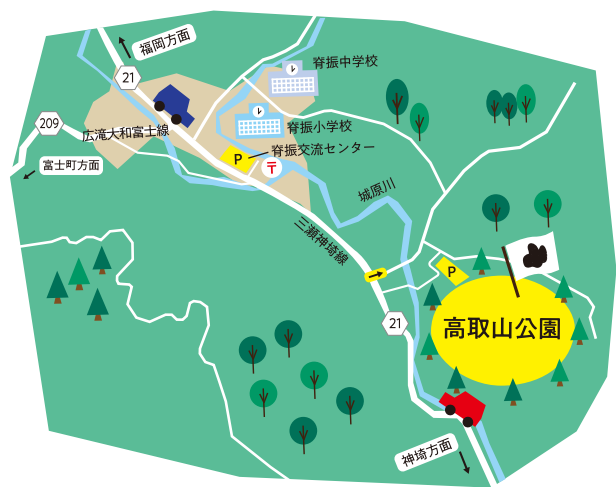 福岡方面
21
脊振中学校
209
広滝大和富士線
脊振小学校
P
脊振交流センター
〒
富士町方面
城原川
三瀬神埼線
P
21
高取山公園
神埼方面